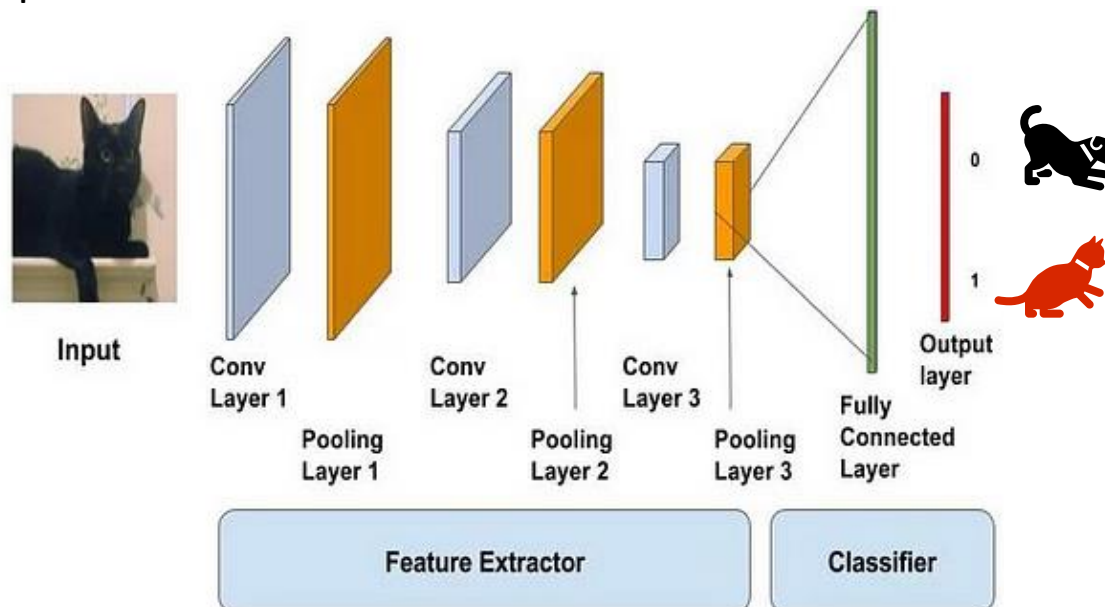 Input
Conv
Layer 1
Pooling
Layer 1
Conv
Layer 2
Pooling
Layer 2
Conv
Layer 3
Pooling
Layer 3
Fully
Connected
Layer
Output
layer
0
1
Feature Extractor
Classifier